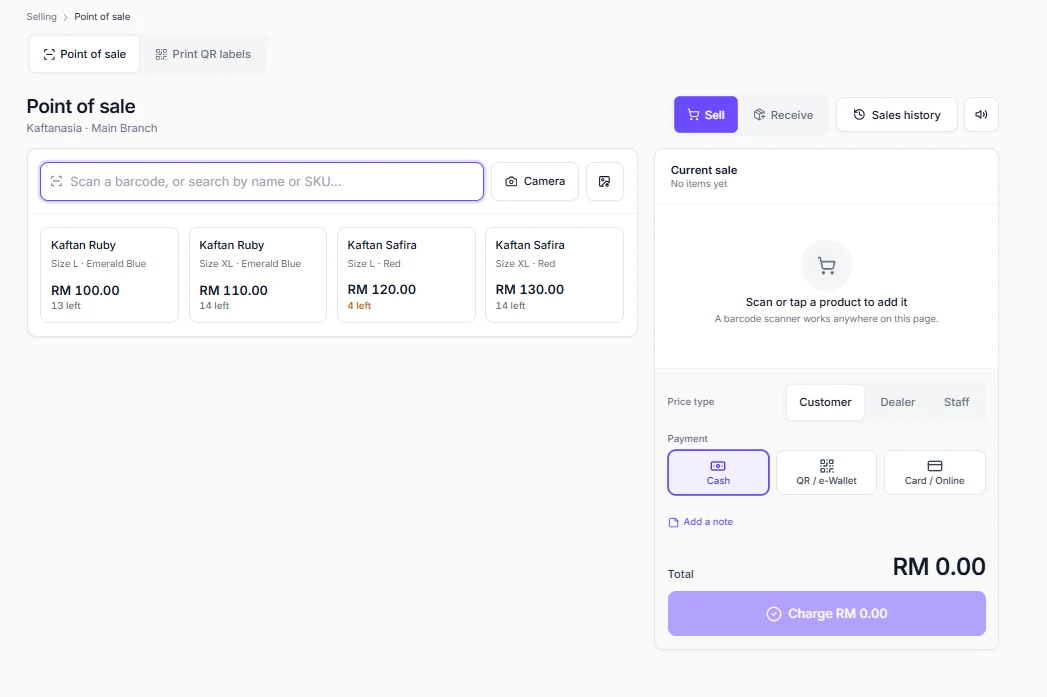 Selling > Point of sale
Point of sale
Print QR labels
Point of sale
Kaftanasia · Main Branch
Sell
Receive
Sales history
Scan a barcode, or search by name or SKU...
Camera
Kaftan Ruby
Size L · Emerald Blue
RM 100.00
13 left
Kaftan Ruby
Size XL · Emerald Blue
RM 110.00
14 left
Kaftan Safira
Size L · Red
RM 120.00
4 left
Kaftan Safira
Size XL · Red
RM 130.00
14 left
Current sale
No items yet
Scan or tap a product to add it
A barcode scanner works anywhere on this page.
Price type
Customer
Dealer
Staff
Payment
Cash
QR / e-Wallet
Card / Online
Add a note
Total
RM 0.00
Charge RM 0.00